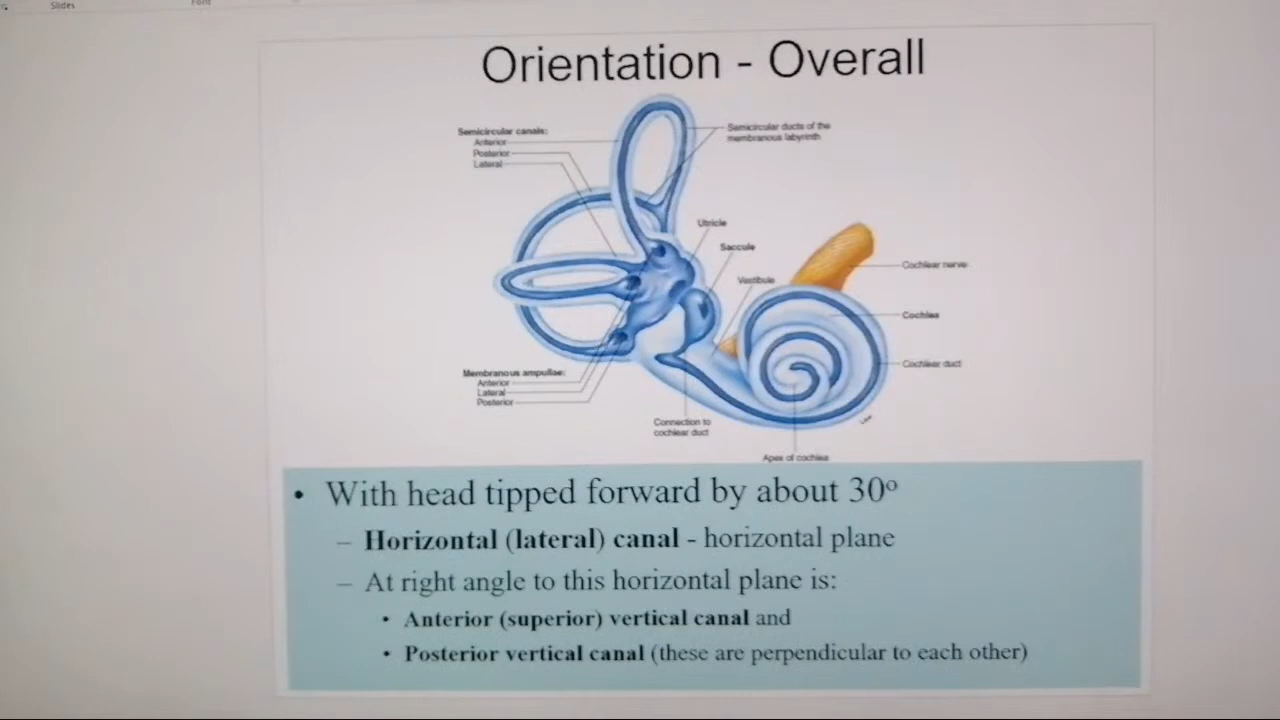 Slides
Font
Orientation - Overall
Semicircular canals:
Anterior
Posterior
Lateral
Semicircular ducts of the
membranous labyrinth
Utricle
Saccule
Vestibule
Cochlear nerve
Cochlea
Cochlear duct
Membranous ampullae:
Anterior
Lateral
Posterior
Connection to
cochlear duct
Apex of cochlea
• With head tipped forward by about 30º
– Horizontal (lateral) canal - horizontal plane
– At right angle to this horizontal plane is:
• Anterior (superior) vertical canal and
• Posterior vertical canal (these are perpendicular to each other)